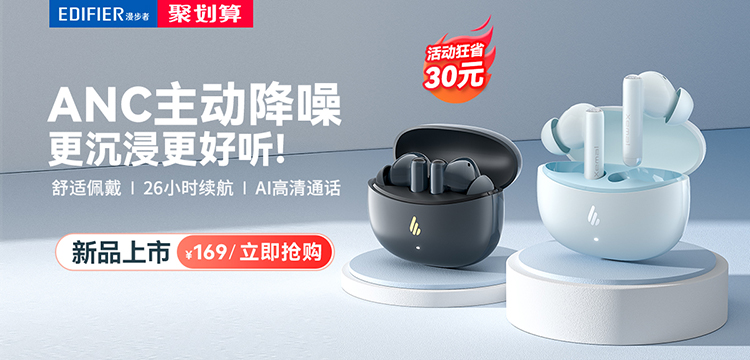 EDIFIER漫步者 聚划算
活动狂省
30元
ANC主动降噪
更沉浸更好听!
舒适佩戴 | 26小时续航 | AI高清通话
新品上市 ¥169/立即抢购